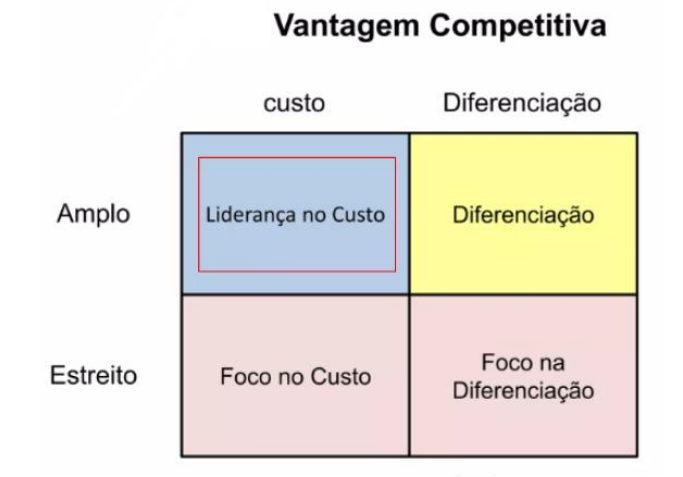 Vantagem Competitiva
custo Diferenciação
Amplo Liderança no Custo Diferenciação
Estreito Foco no Custo Foco na
Diferenciação